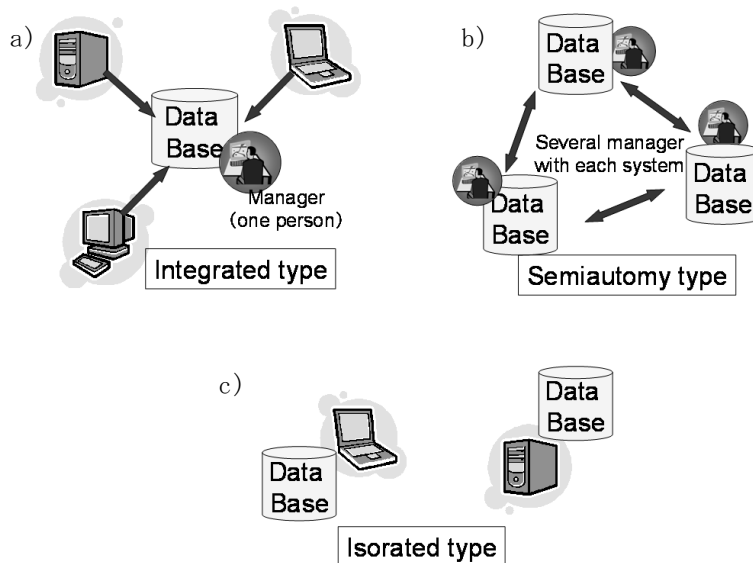 a)
Data
Base
Manager
(one person)
Integrated type
b)
Data
Base
Several manager
with each system
Data
Base
Data
Base
Semiautomy type
c)
Data
Base
Data
Base
Isorated type